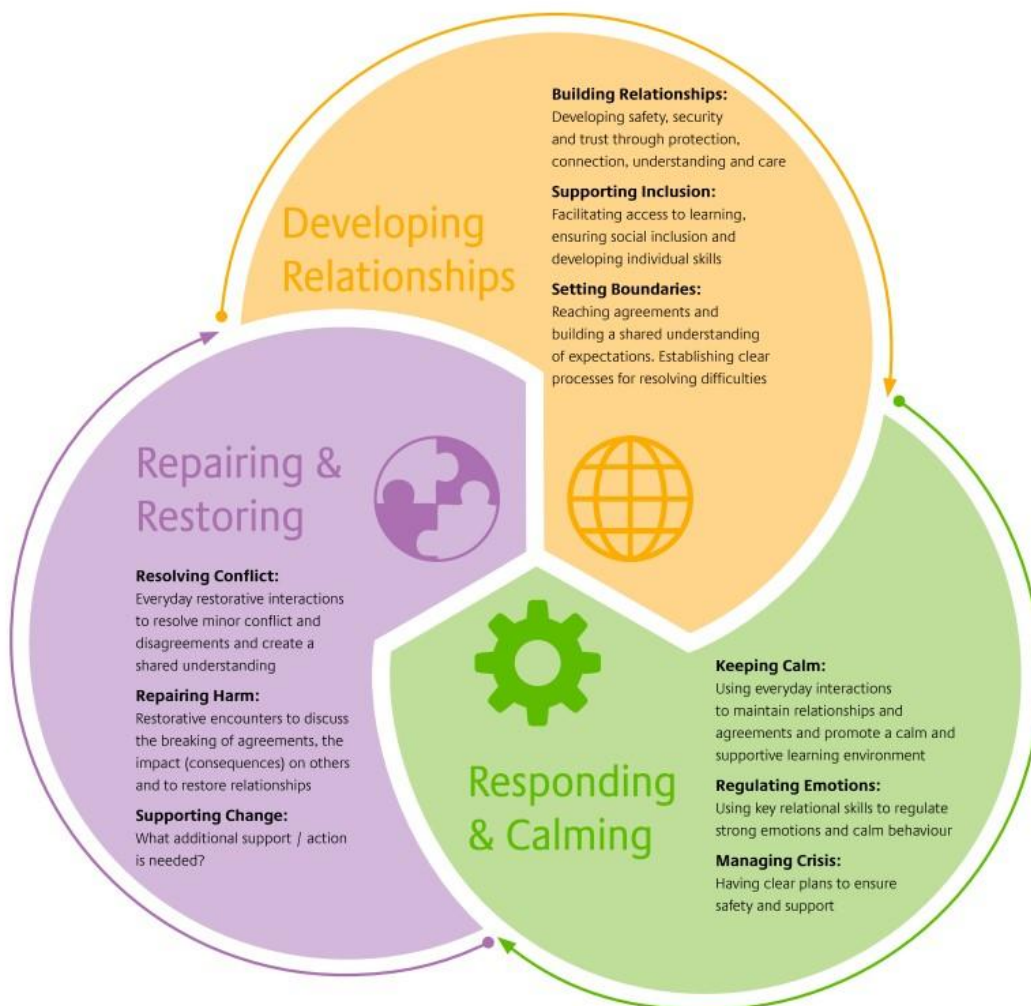 Developing
Relationships
Building Relationships:
Developing safety, security
and trust through protection,
connection, understanding and care
Supporting Inclusion:
Facilitating access to learning,
ensuring social inclusion and
developing individual skills
Setting Boundaries:
Reaching agreements and
building a shared understanding
of expectations. Establishing clear
processes for resolving difficulties
Repairing &
Restoring
Resolving Conflict:
Everyday restorative interactions
to resolve minor conflict and
disagreements and create a
shared understanding
Repairing Harm:
Restorative encounters to discuss
the breaking of agreements, the
impact (consequences) on others
and to restore relationships
Supporting Change:
What additional support / action
is needed?
Responding
& Calming
Keeping Calm:
Using everyday interactions
to maintain relationships and
agreements and promote a calm and
supportive learning environment
Regulating Emotions:
Using key relational skills to regulate
strong emotions and calm behaviour
Managing Crisis:
Having clear plans to ensure
safety and support